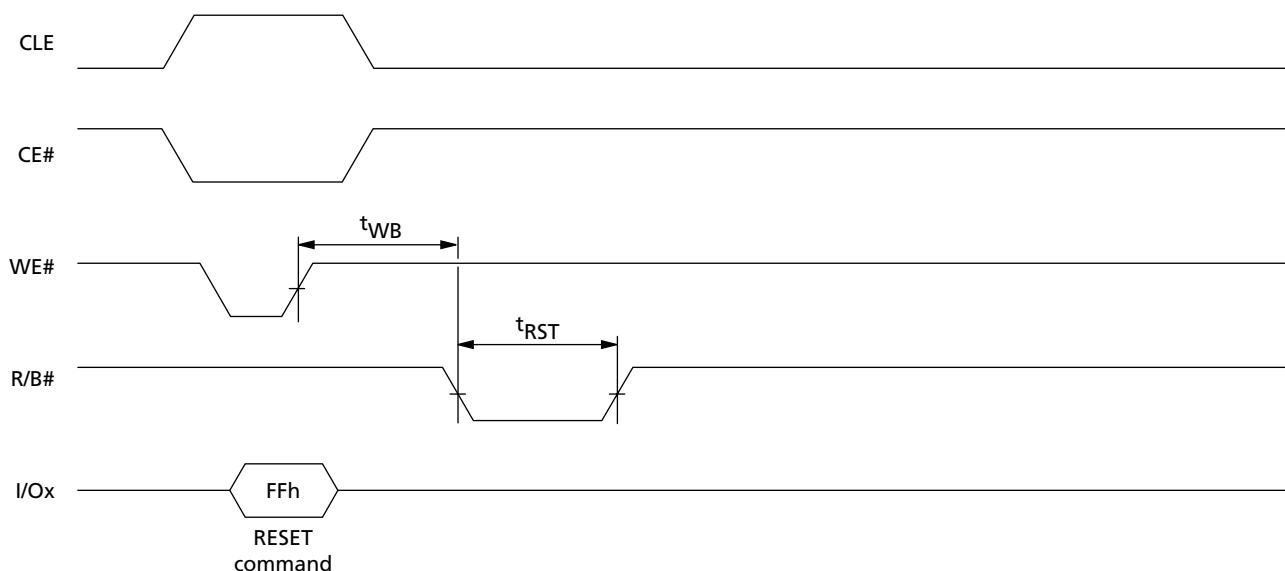 CLE
CE#
tWB
WE#
tRST
R/B#
I/Ox
FFh
RESET
command